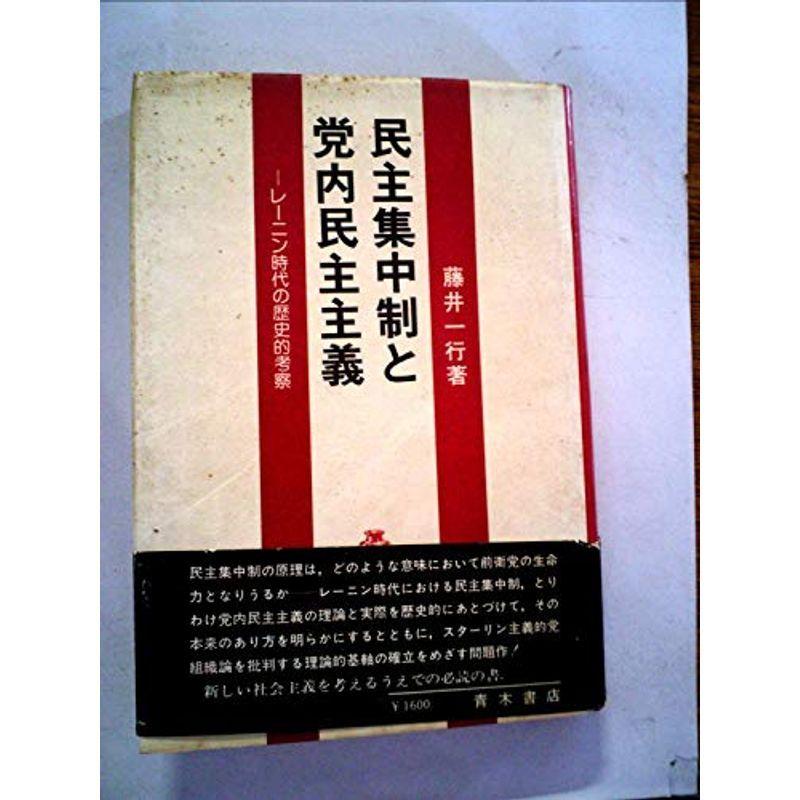 藤井一行著
民主集中制と
党内民主主義
―レーニン時代の歴史的考察
民主集中制の原理は，どのような意味において前衛党の生命
力となりうるか――レーニン時代における民主集中制，とり
わけ党内民主主義の理論と実際を歴史的にあとづけて，その
本来のあり方を明らかにするとともに，スターリン主義的党
組織論を批判する理論的基軸の確立をめざす問題作！
新しい社会主義を考えるうえでの必読の書.
￥1600
青木書店